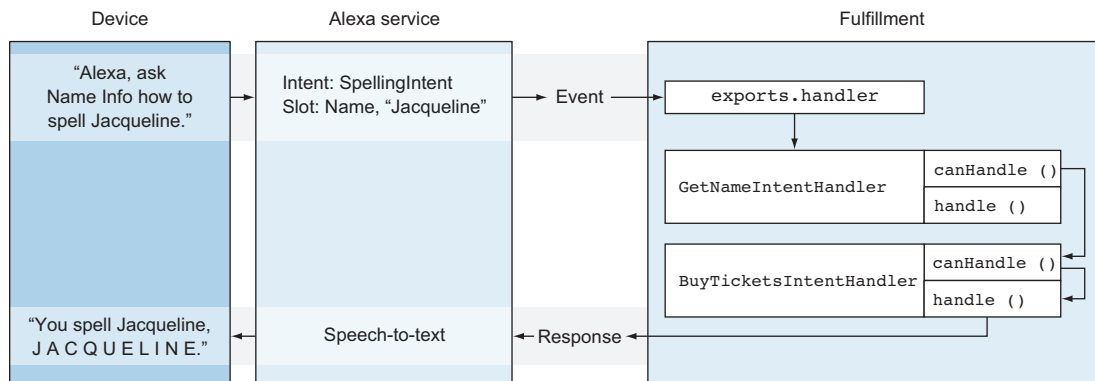 Device
Alexa service
Fulfillment
“Alexa, ask
Name Info how to
spell Jacqueline.”
Intent: SpellingIntent
Slot: Name, “Jacqueline”
Event
exports.handler
GetNameIntentHandler
canHandle ()
handle ()
BuyTicketsIntentHandler
canHandle ()
handle ()
“You spell Jacqueline,
J A C Q U E L I N E.”
Speech-to-text
Response